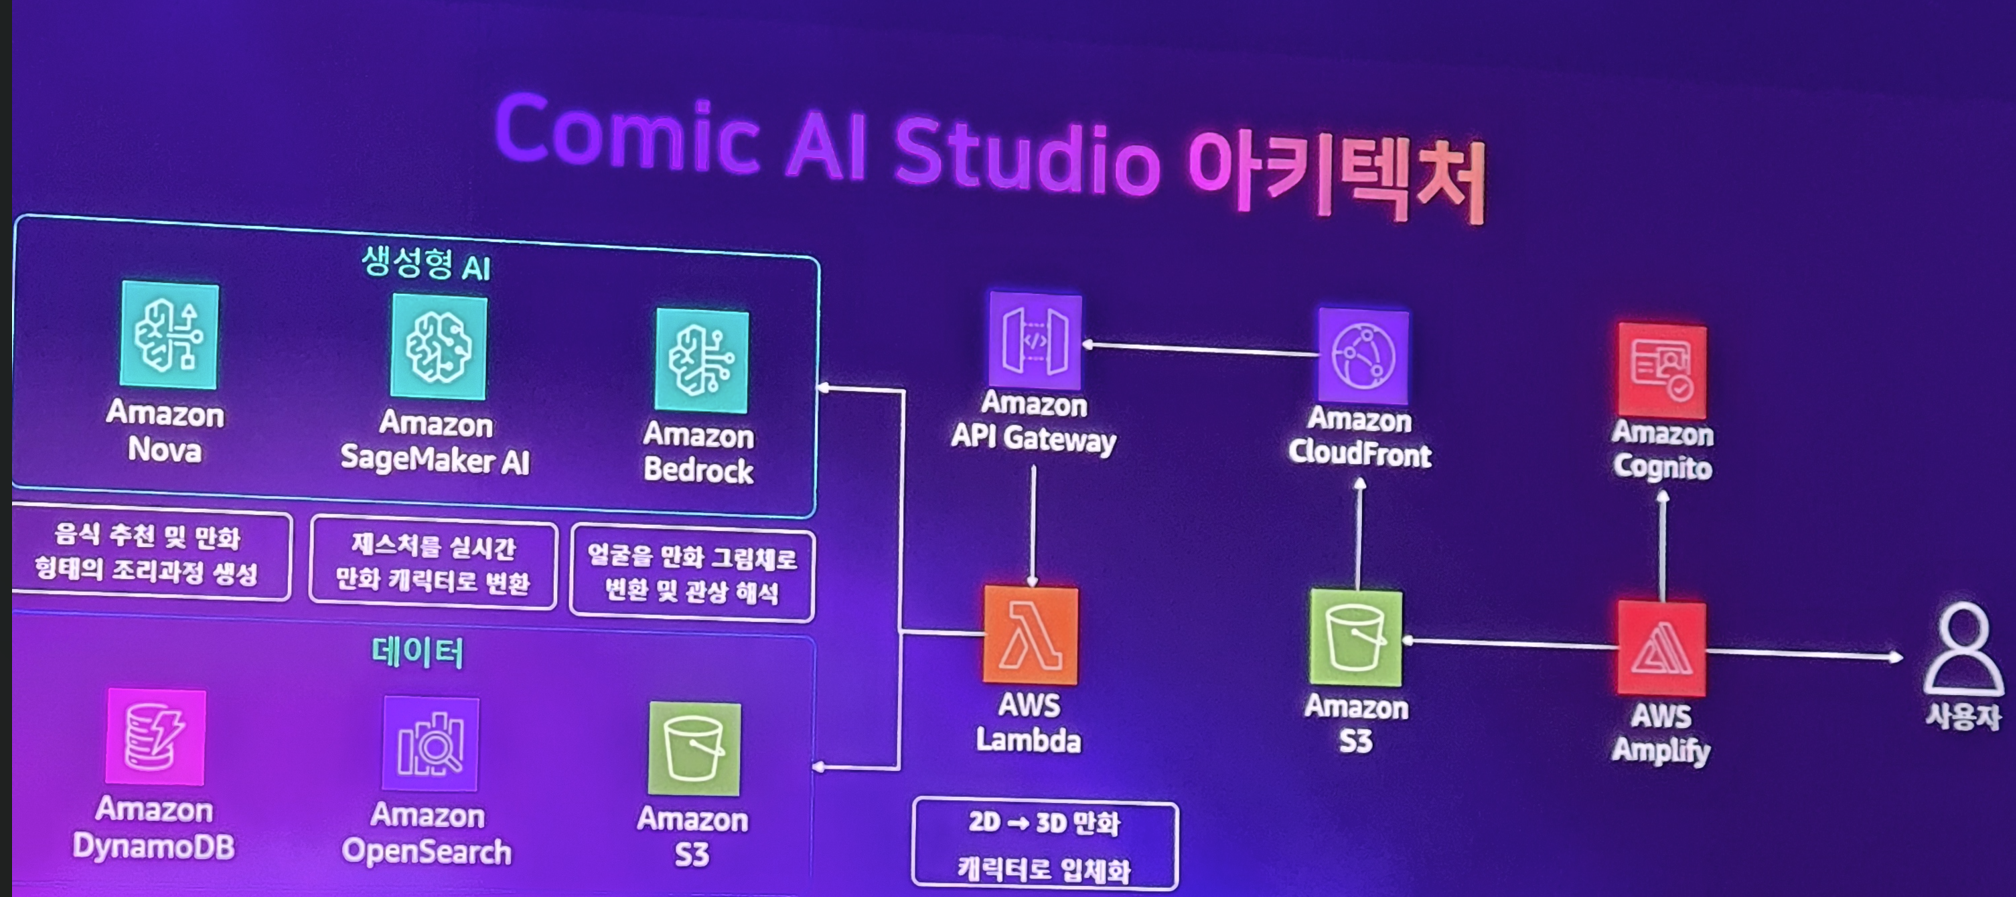 Comic AI Studio 아키텍처
생성형 AI
Amazon
Nova
Amazon
SageMaker AI
Amazon
Bedrock
음식 추천 및 만화
형태의 조리과정 생성
제스처를 실시간
만화 캐릭터로 변환
얼굴을 만화 그림체로
변환 및 관상 해석
데이터
Amazon
DynamoDB
Amazon
OpenSearch
Amazon
S3
Amazon
API Gateway
Amazon
CloudFront
Amazon
Cognito
AWS
Lambda
Amazon
S3
AWS
Amplify
사용자
2D → 3D 만화
캐릭터로 입체화